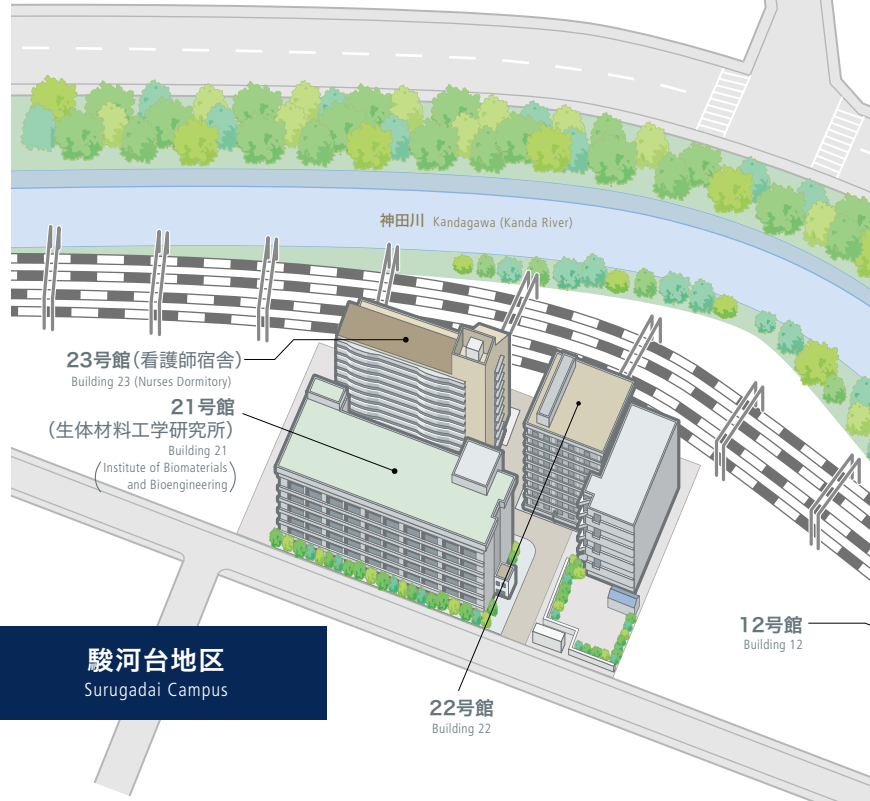 神田川 Kandagawa (Kanda River)
23号館(看護師宿舎)
Building 23 (Nurses Dormitory)
21号館
(生体材料工学研究所)
Building 21
(Institute of Biomaterials
and Bioengineering)
12号館
Building 12
駿河台地区
Surugadai Campus
22号館
Building 22